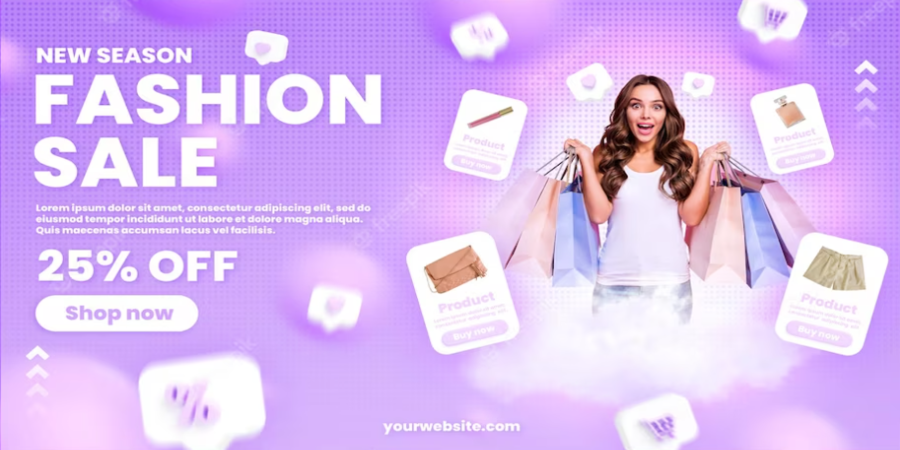 NEW SEASON
FASHION
SALE
Lorem ipsum dolor sit amet, consectetur adipiscing elit, sed do
eiusmod tempor incididunt ut labore et dolore magna aliqua.
Quis maecenas accumsan lacus vel facilisis.
25% OFF
Shop now
Product
Buy now
Product
Buy now
Product
Buy now
Product
Buy now
yourwebsite.com